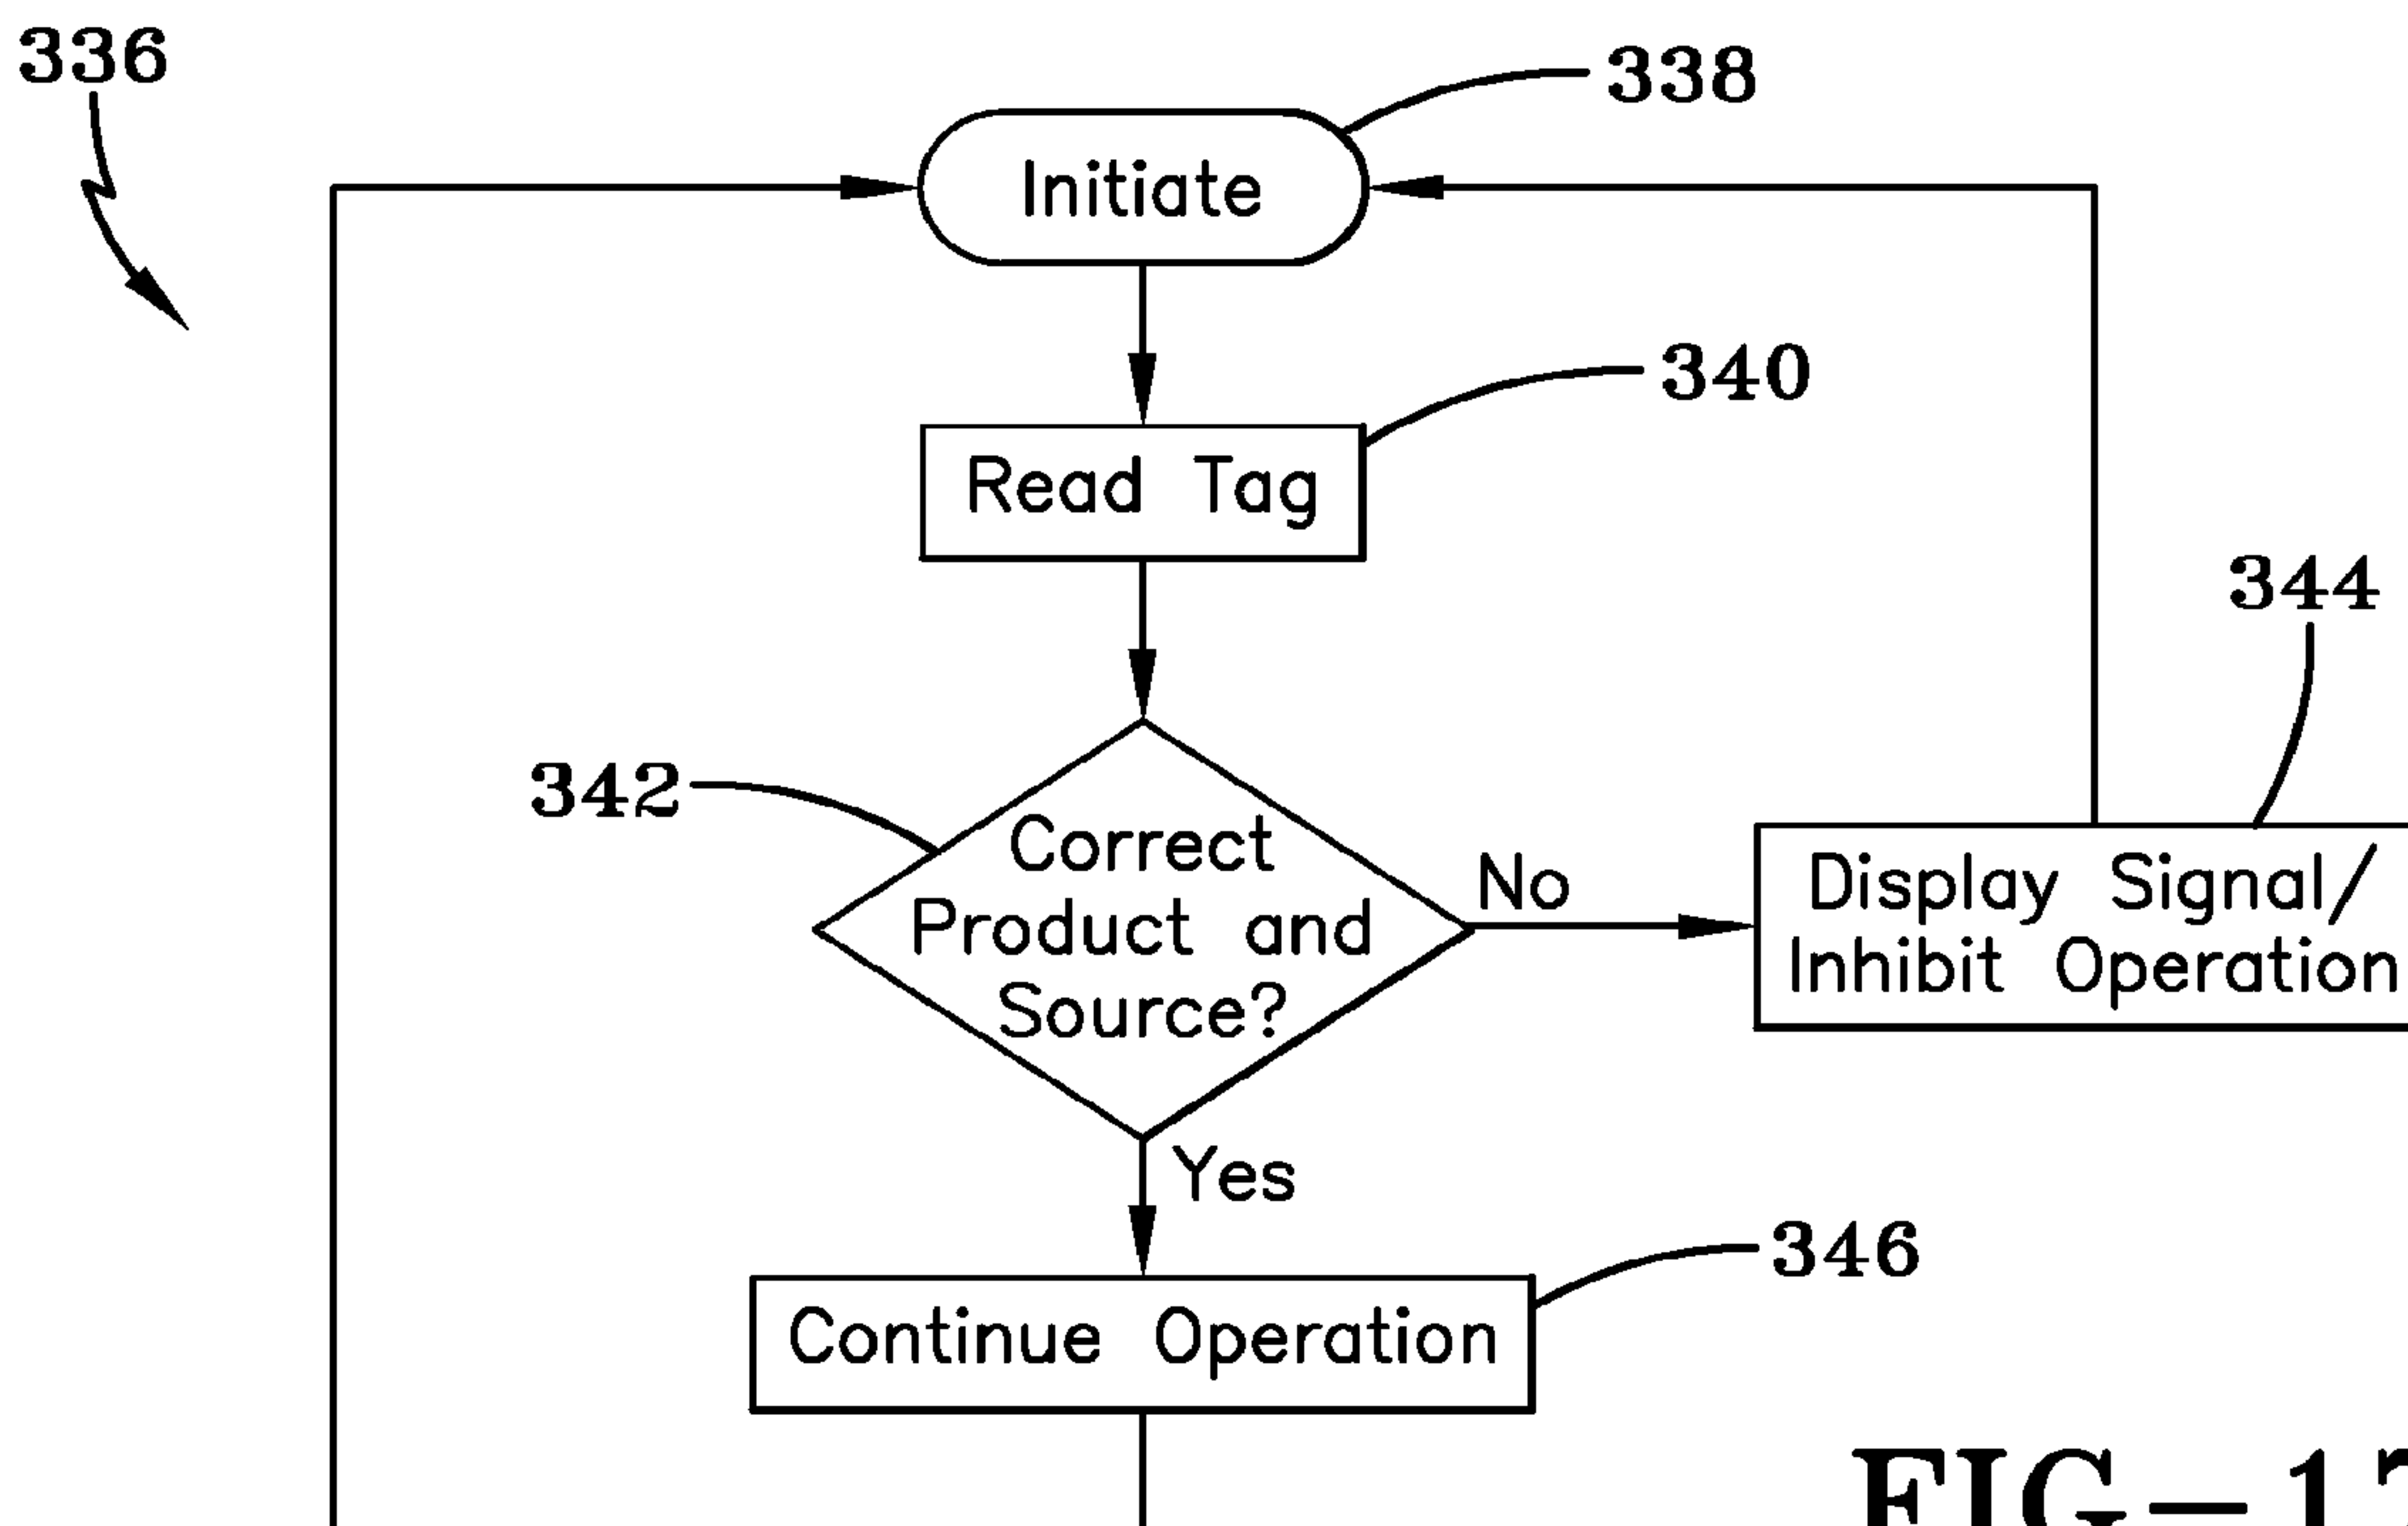 336
338
Initiate
340
Read Tag
344
342
Correct
Product and
Source?
No
Display Signal/
Inhibit Operation
Yes
346
Continue Operation